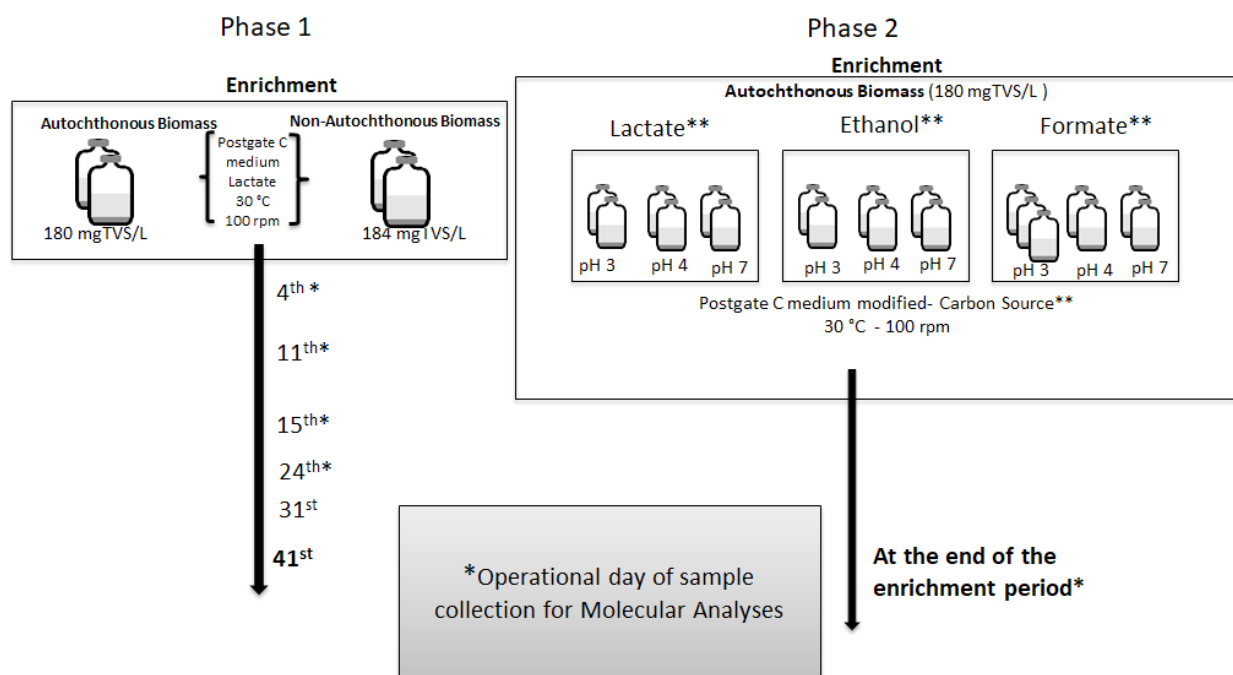 Phase 1
Enrichment
Autochthonous Biomass
Non-Autochthonous Biomass
Postgate C
medium
Lactate
30 °C
100 rpm
180 mgTVS/L
184 mgTVS/L
4th *
11th*
15th*
24th*
31st
41st
Phase 2
Enrichment
Autochthonous Biomass (180 mgTVS/L )
Lactate**
Ethanol**
Formate**
pH 3
pH 4
pH 7
pH 3
pH 4
pH 7
pH 3
pH 4
pH 7
Postgate C medium modified- Carbon Source**
30 °C - 100 rpm
At the end of the
enrichment period*
*Operational day of sample
collection for Molecular Analyses